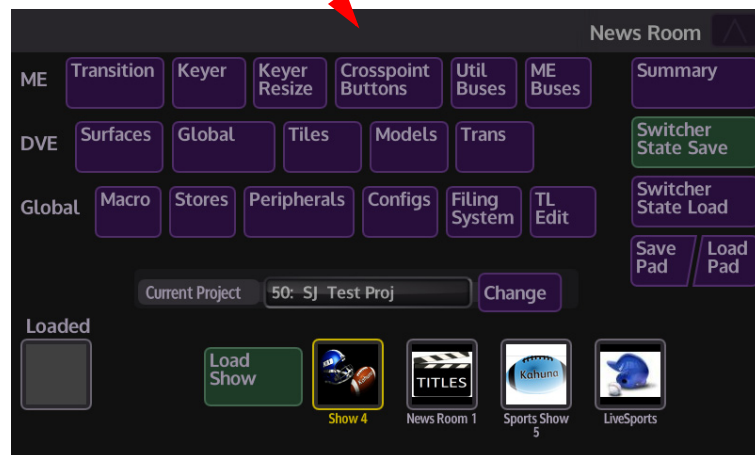 News Room
ME Transition Keyer Keyer Resize Crosspoint Buttons Util Buses ME Buses Summary
DVE Surfaces Global Tiles Models Trans Switcher State Save
Global Macro Stores Peripherals Configs Filing System TL Edit Switcher State Load
Save Pad Load Pad
Current Project 50: SJ Test Proj Change
Loaded
Load Show
TITLES Kahuna
Show 4 News Room 1 Sports Show 5 LiveSports